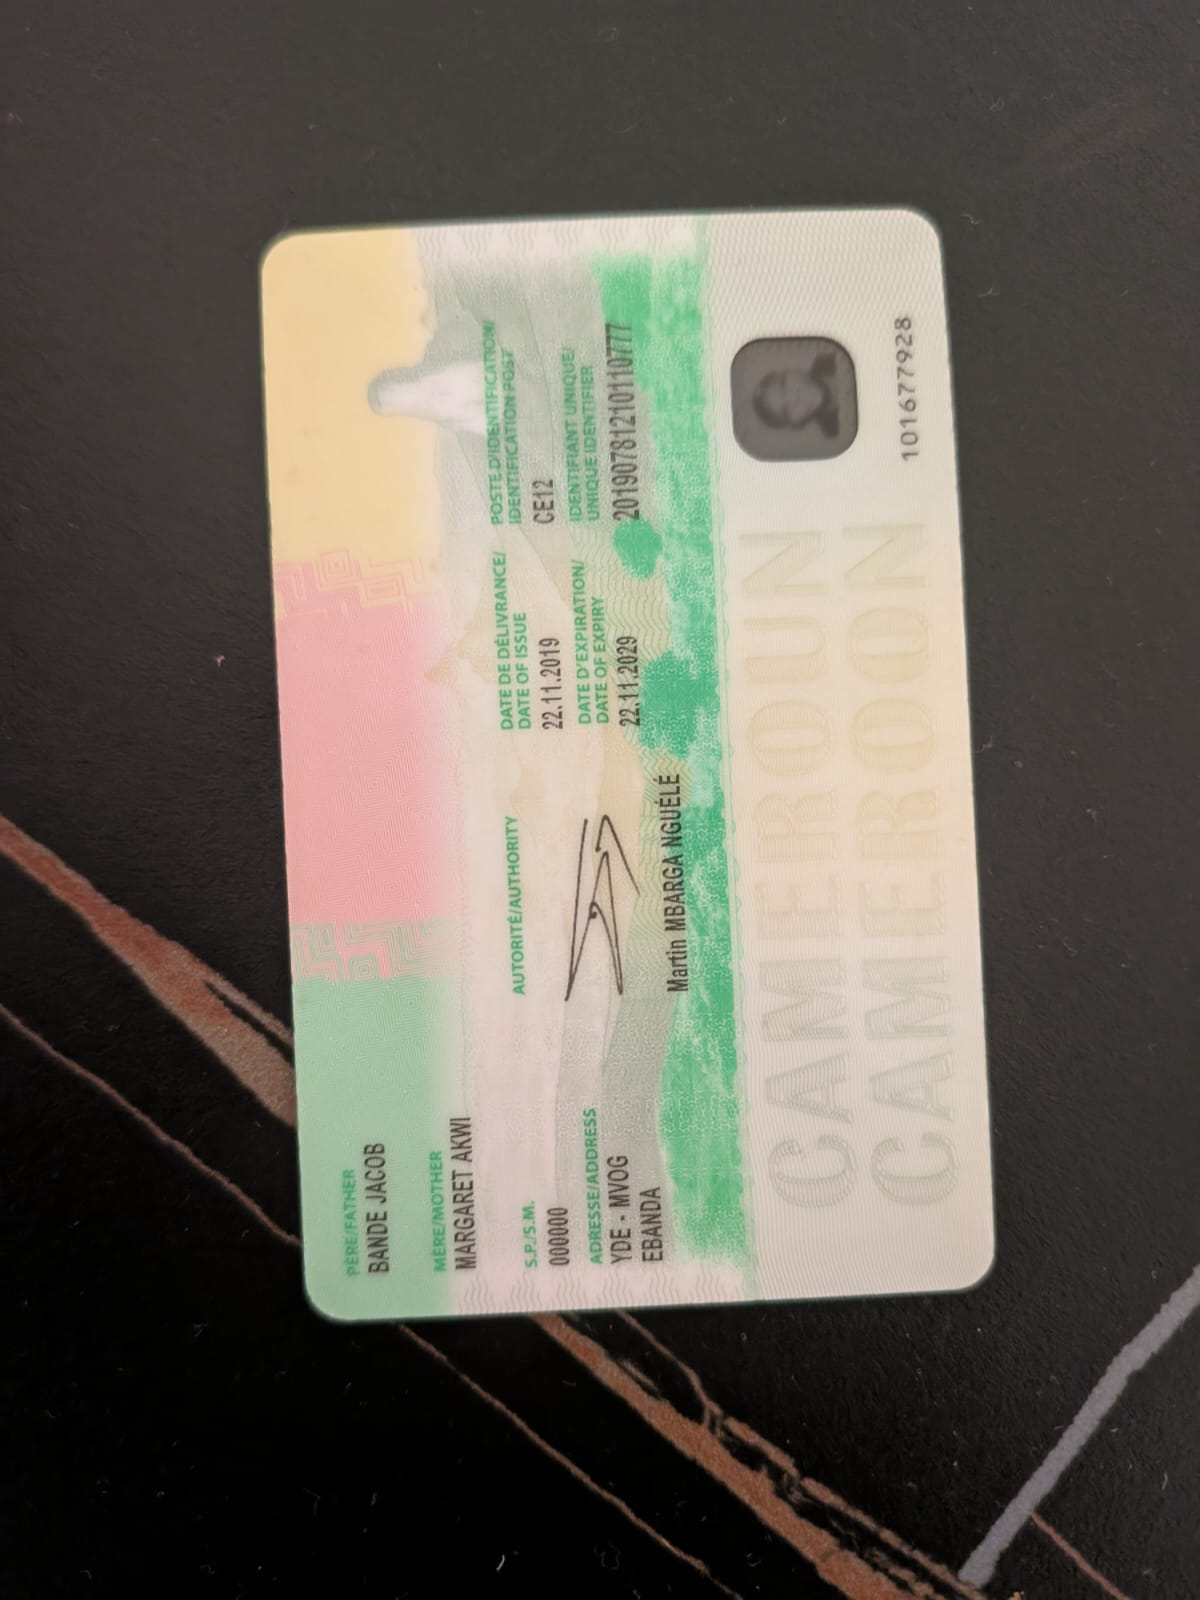 PÈRE/FATHER
BANDE JACOB
MÈRE/MOTHER
MARGARET AKWI
S.P./S.M.
000000
ADRESSE/ADDRESS
YDE - MVOG
EBANDA
AUTORITÉ/AUTHORITY
Martin MBARGA NGUÉLÉ
DATE DE DÉLIVRANCE/
DATE OF ISSUE
22.11.2019
DATE D'EXPIRATION/
DATE OF EXPIRY
22.11.2029
POSTE D'IDENTIFICATION/
IDENTIFICATION POST
CE12
IDENTIFIANT UNIQUE/
UNIQUE IDENTIFIER
20190781210110777
CAMEROUN
CAMEROON
101677928